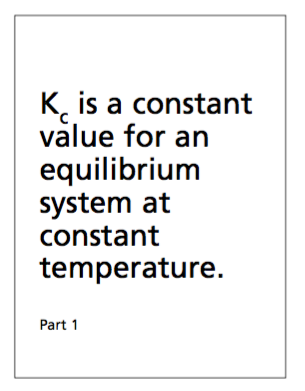 Kc is a constant
value for an
equilibrium
system at
constant
temperature.
Part 1